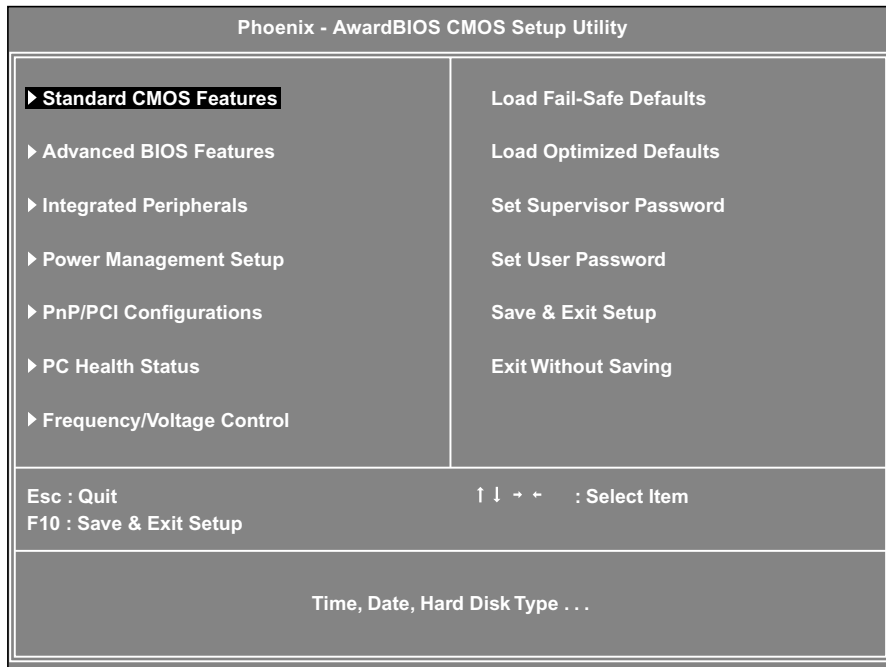 Phoenix - AwardBIOS CMOS Setup Utility
Standard CMOS Features
Advanced BIOS Features
Integrated Peripherals
Power Management Setup
PnP/PCI Configurations
PC Health Status
Frequency/Voltage Control
Load Fail-Safe Defaults
Load Optimized Defaults
Set Supervisor Password
Set User Password
Save & Exit Setup
Exit Without Saving
Esc : Quit
F10 : Save & Exit Setup
↑ ↓ → ← : Select Item
Time, Date, Hard Disk Type . . .